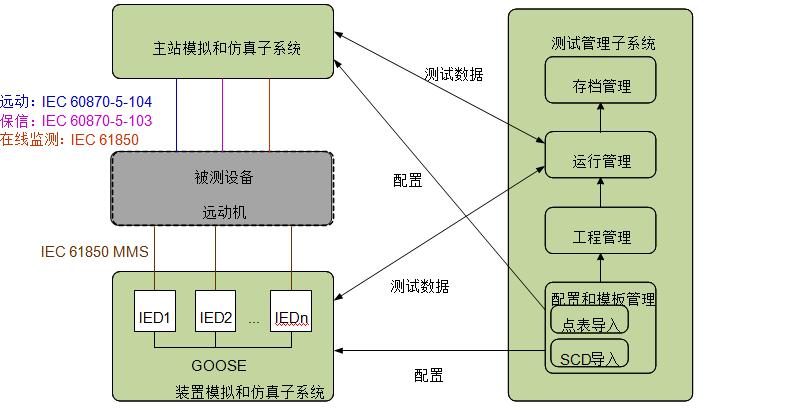 主站模拟和仿真子系统
远动：IEC 60870-5-104
保信：IEC 60870-5-103
在线监测：IEC 61850
被测设备
远动机
IEC 61850 MMS
IED1
IED2
...
IEDn
GOOSE
装置模拟和仿真子系统
测试数据
配置
测试数据
配置
测试管理子系统
存档管理
运行管理
工程管理
配置和模板管理
点表导入
SCD导入